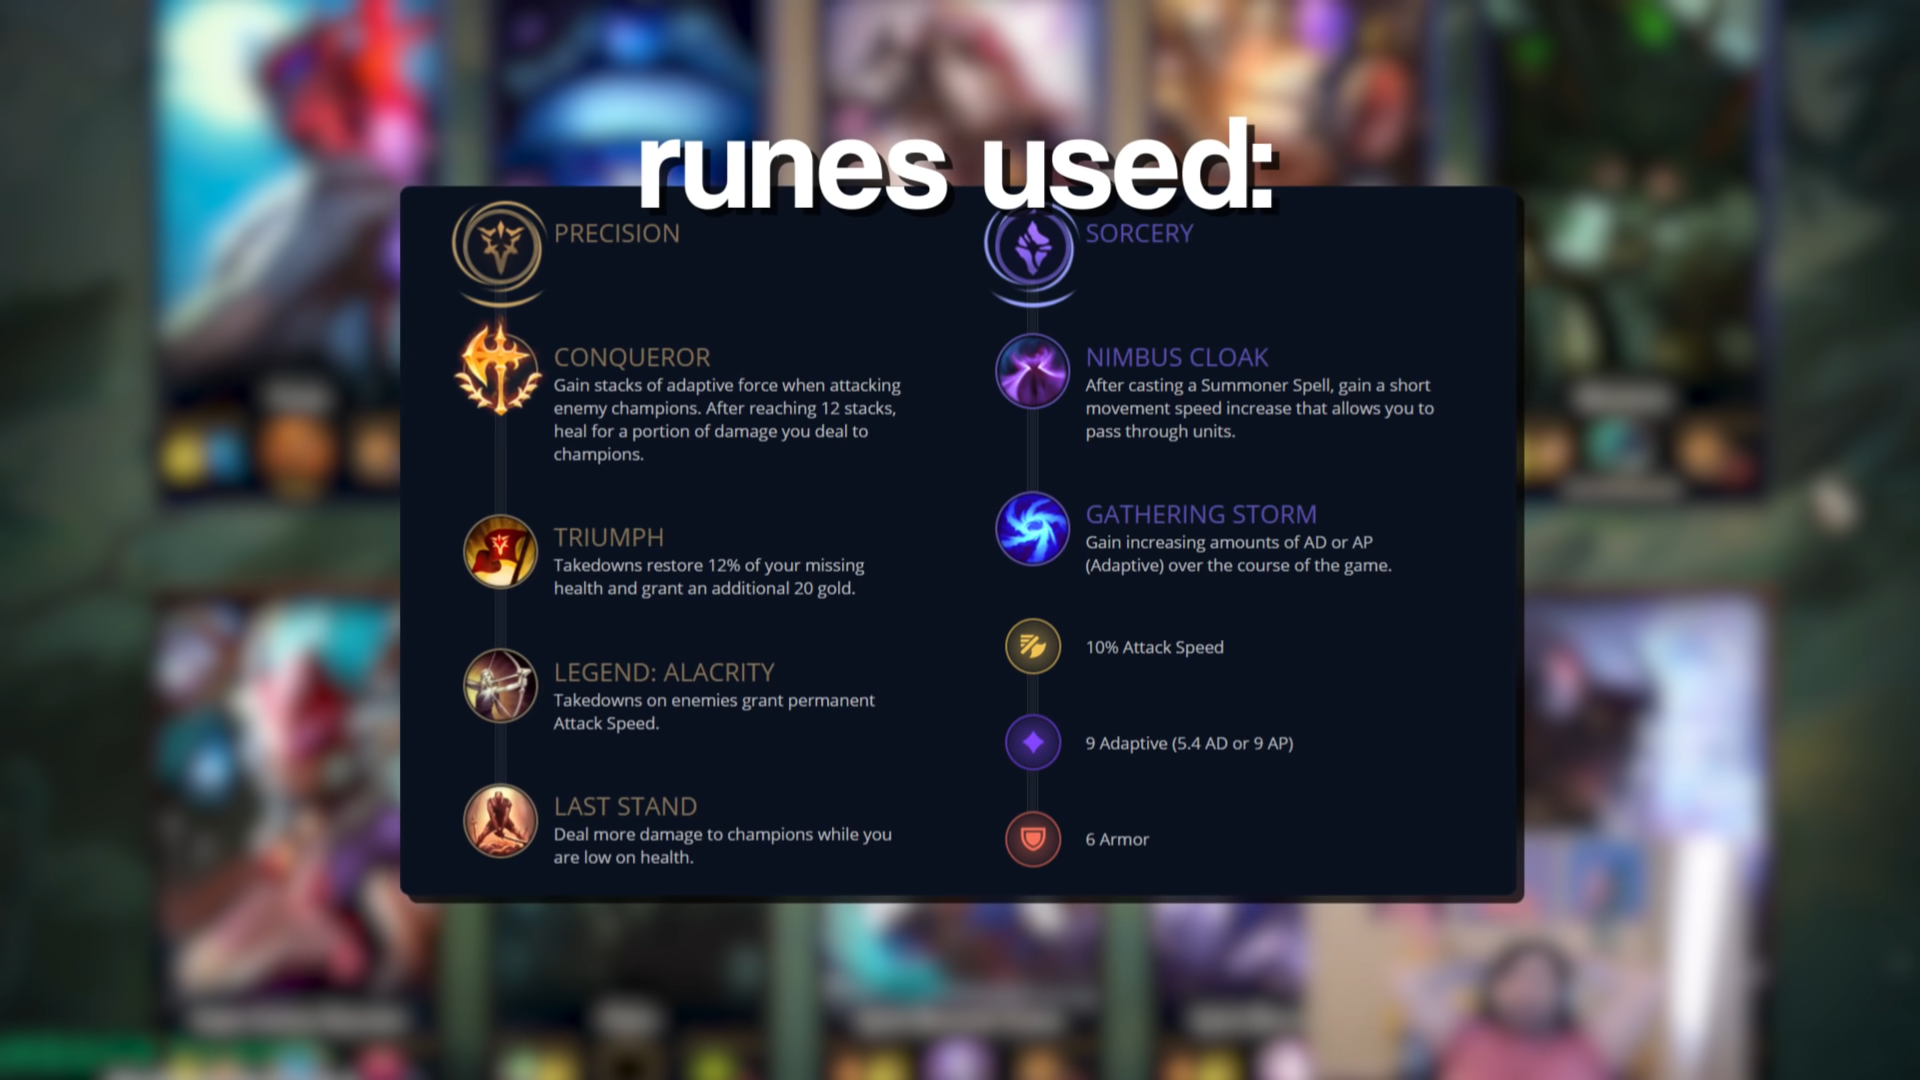 runes used:
PRECISION
CONQUEROR
Gain stacks of adaptive force when attacking
enemy champions. After reaching 12 stacks,
heal for a portion of damage you deal to
champions.
TRIUMPH
Takedowns restore 12% of your missing
health and grant an additional 20 gold.
LEGEND: ALACRITY
Takedowns on enemies grant permanent
Attack Speed.
LAST STAND
Deal more damage to champions while you
are low on health.
SORCERY
NIMBUS CLOAK
After casting a Summoner Spell, gain a short
movement speed increase that allows you to
pass through units.
GATHERING STORM
Gain increasing amounts of AD or AP
(Adaptive) over the course of the game.
10% Attack Speed
9 Adaptive (5.4 AD or 9 AP)
6 Armor